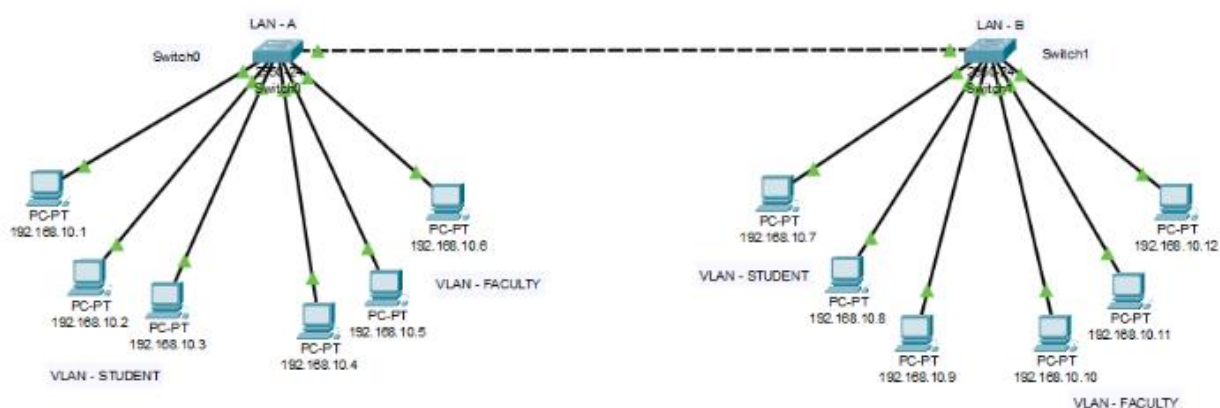 LAN - A
Switch0
Switch0
PC-PT
192.168.10.1
PC-PT
192.168.10.2
PC-PT
192.168.10.3
VLAN - STUDENT
PC-PT
192.168.10.4
PC-PT
192.168.10.5
PC-PT
192.168.10.6
VLAN - FACULTY
LAN - B
Switch1
PC-PT
192.168.10.7
VLAN - STUDENT
PC-PT
192.168.10.8
PC-PT
192.168.10.9
PC-PT
192.168.10.10
PC-PT
192.168.10.11
PC-PT
192.168.10.12
VLAN - FACULTY